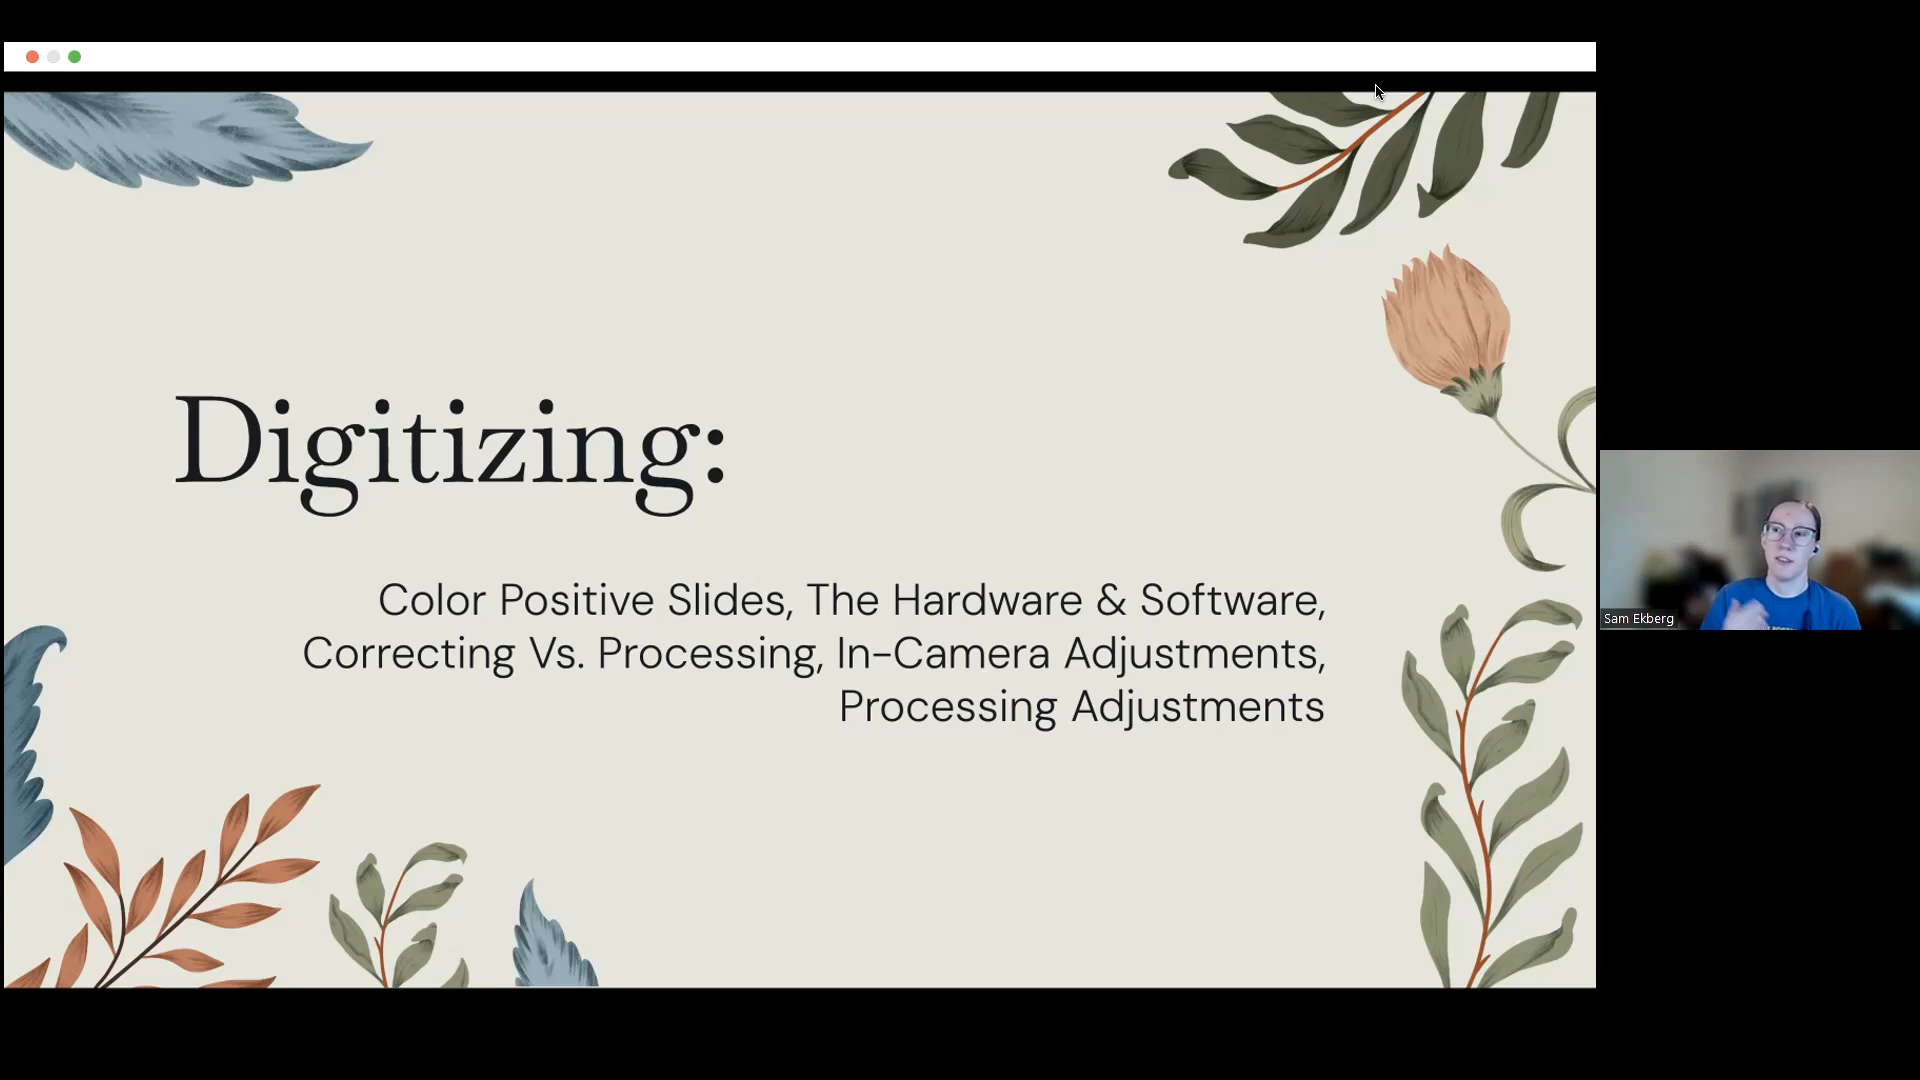 Digitizing:
Color Positive Slides, The Hardware & Software,
Correcting Vs. Processing, In-Camera Adjustments,
Processing Adjustments
Sam Ekberg